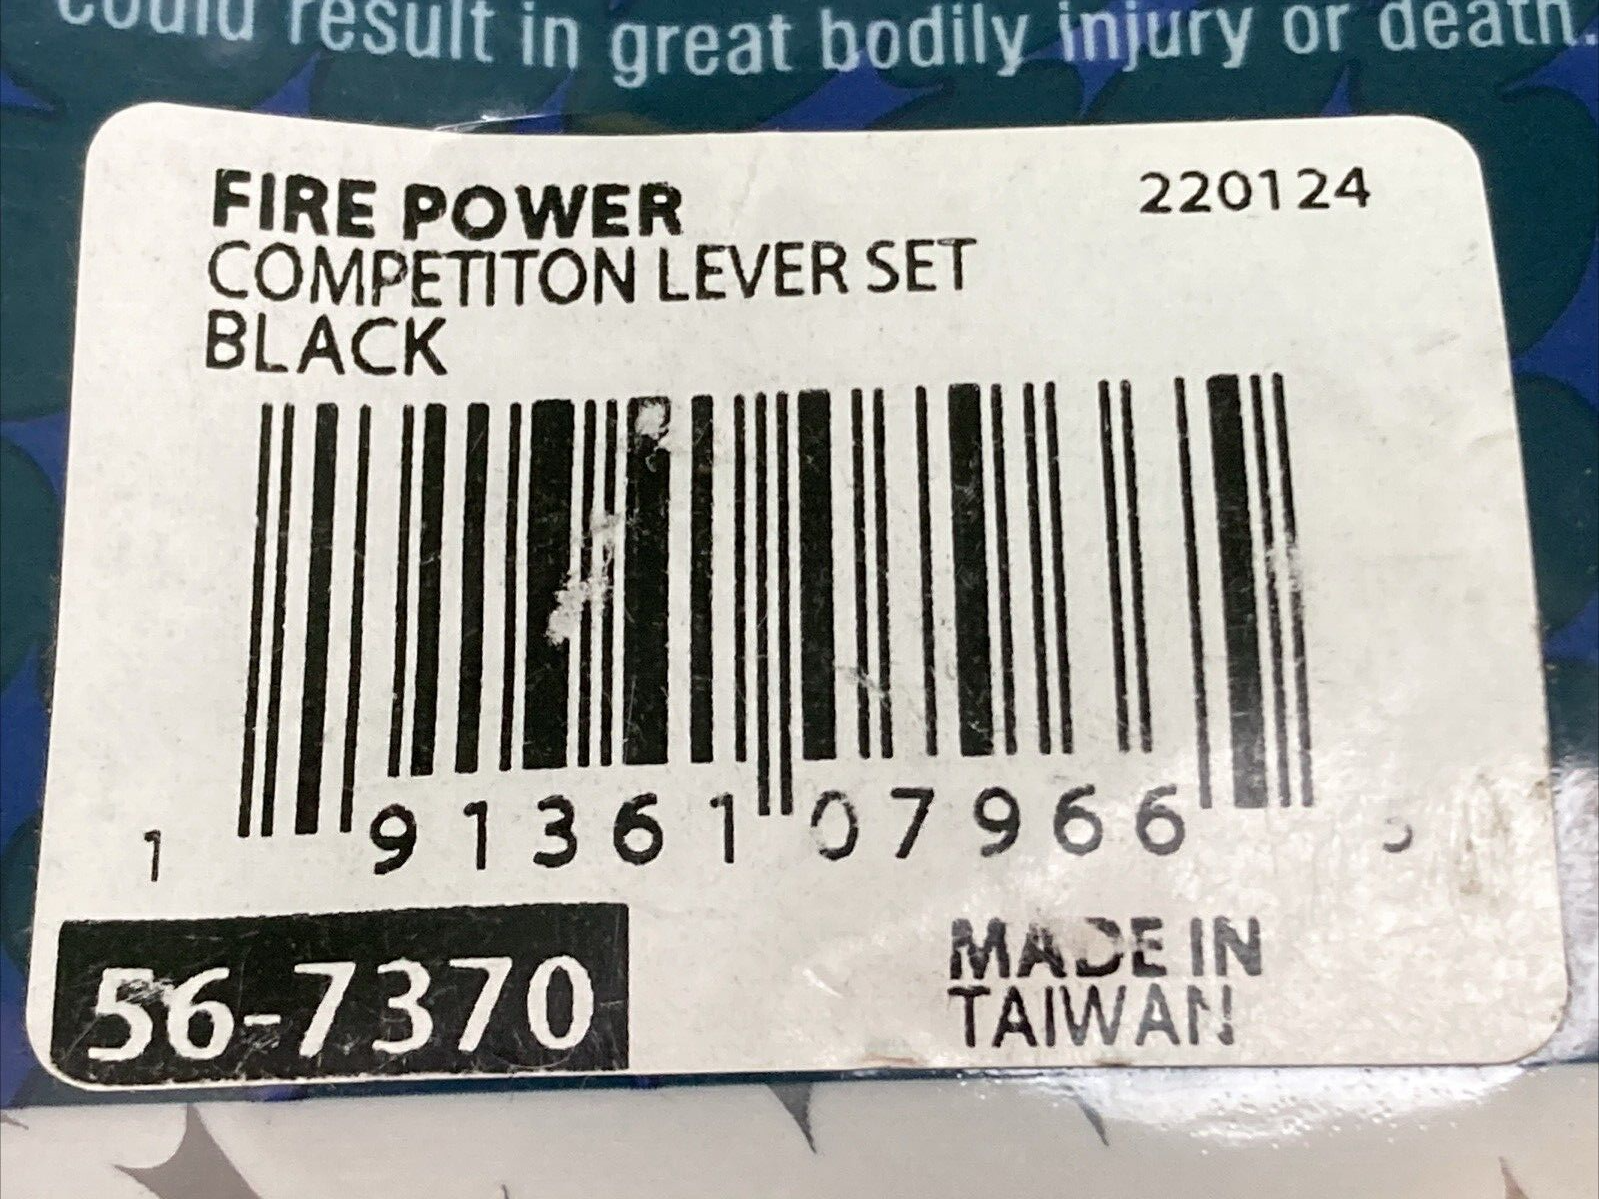 could result in great bodily injury or death.
FIRE POWER
220124
COMPETITON LEVER SET
BLACK
1 91361 07966 5
56-7370
MADE IN
TAIWAN